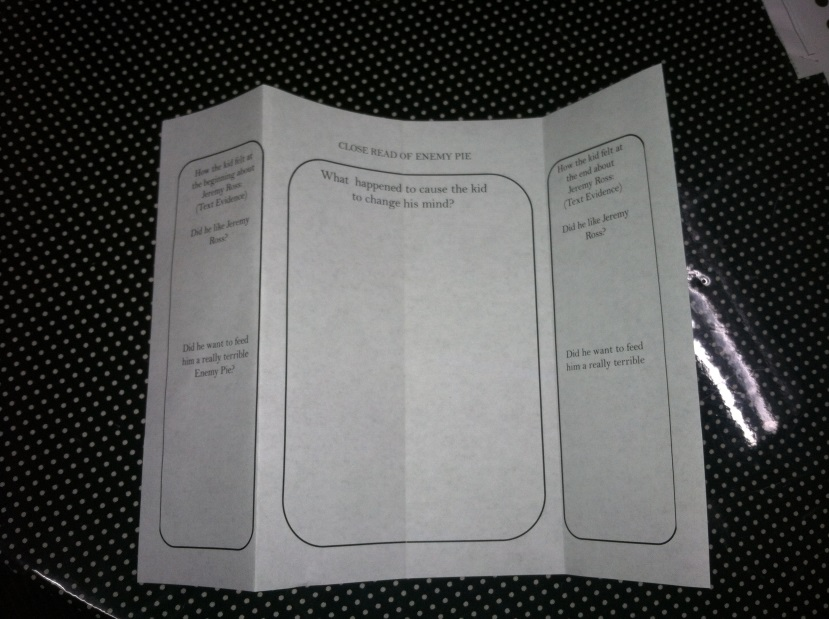 How the kid felt at
the beginning about
Jeremy Ross:
(Text Evidence)
Did he like Jeremy
Ross?
Did he want to feed
him a really terrible
Enemy Pie?
CLOSE READ OF ENEMY PIE
What happened to cause the kid
to change his mind?
How the kid felt at
the end about
Jeremy Ross:
(Text Evidence)
Did he like Jeremy
Ross?
Did he want to feed
him a really terrible